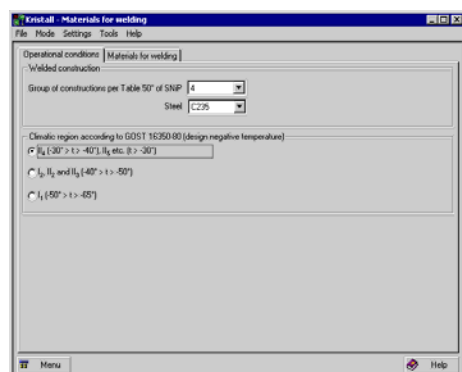 Kristall - Materials for welding
File Mode Settings Tools Help
Operational conditions Materials for welding
Welded construction
Group of constructions per Table 50* of SNiP 4
Steel C235
Climatic region according to GOST 16350-80 (design negative temperature)
II₄ (-30° > t > -40°), II₅ etc. (t > -30°)
I₂, II₂ and II₃ (-40° > t > -50°)
I₁ (-50° > t > -65°)
Menu Help